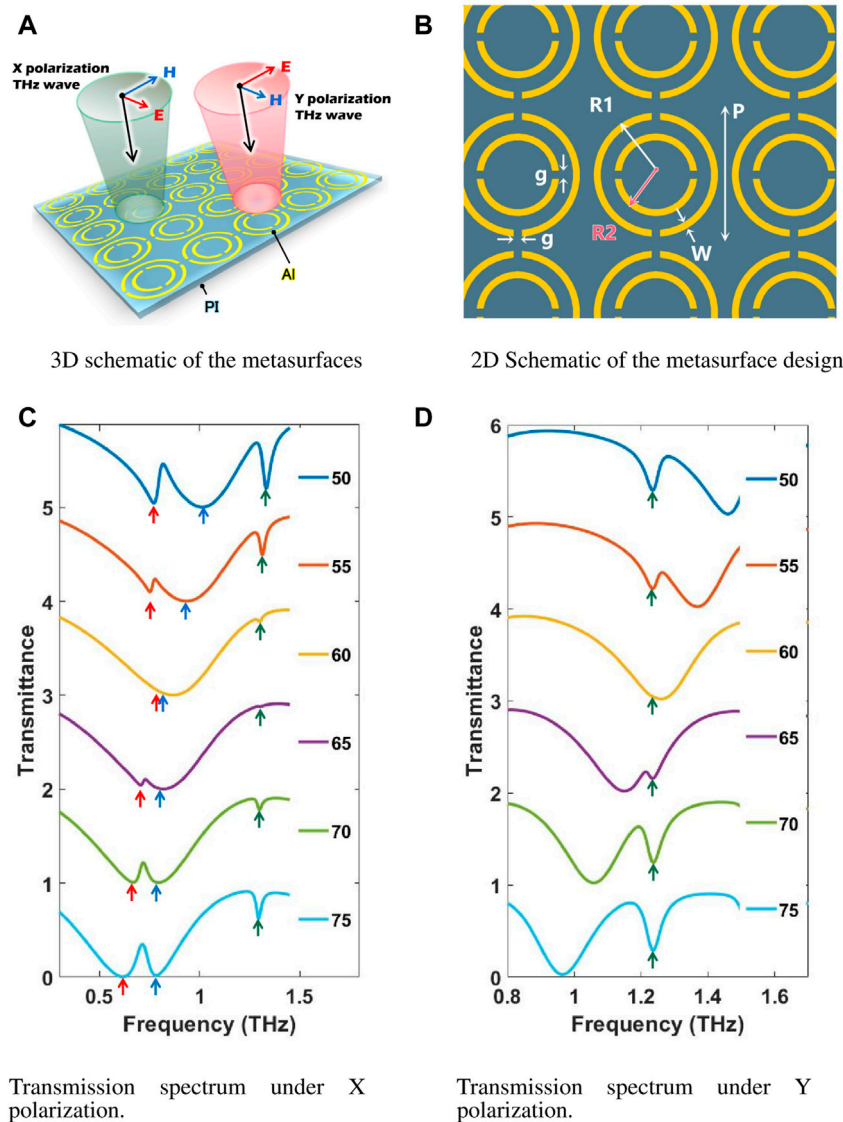 A
X polarization
THz wave
H
E
E
H
Y polarization
THz wave
Al
PI
3D schematic of the metasurfaces
B
R1
P
g
R2
W
g
2D Schematic of the metasurface design
C
Transmittance
5
4
3
2
1
0
50
55
60
65
70
75
0.5
1
1.5
Frequency (THz)
Transmission spectrum under X
polarization.
D
Transmittance
6
5
4
3
2
1
0
50
55
60
65
70
75
0.8
1
1.2
1.4
1.6
Frequency (THz)
Transmission spectrum under Y
polarization.